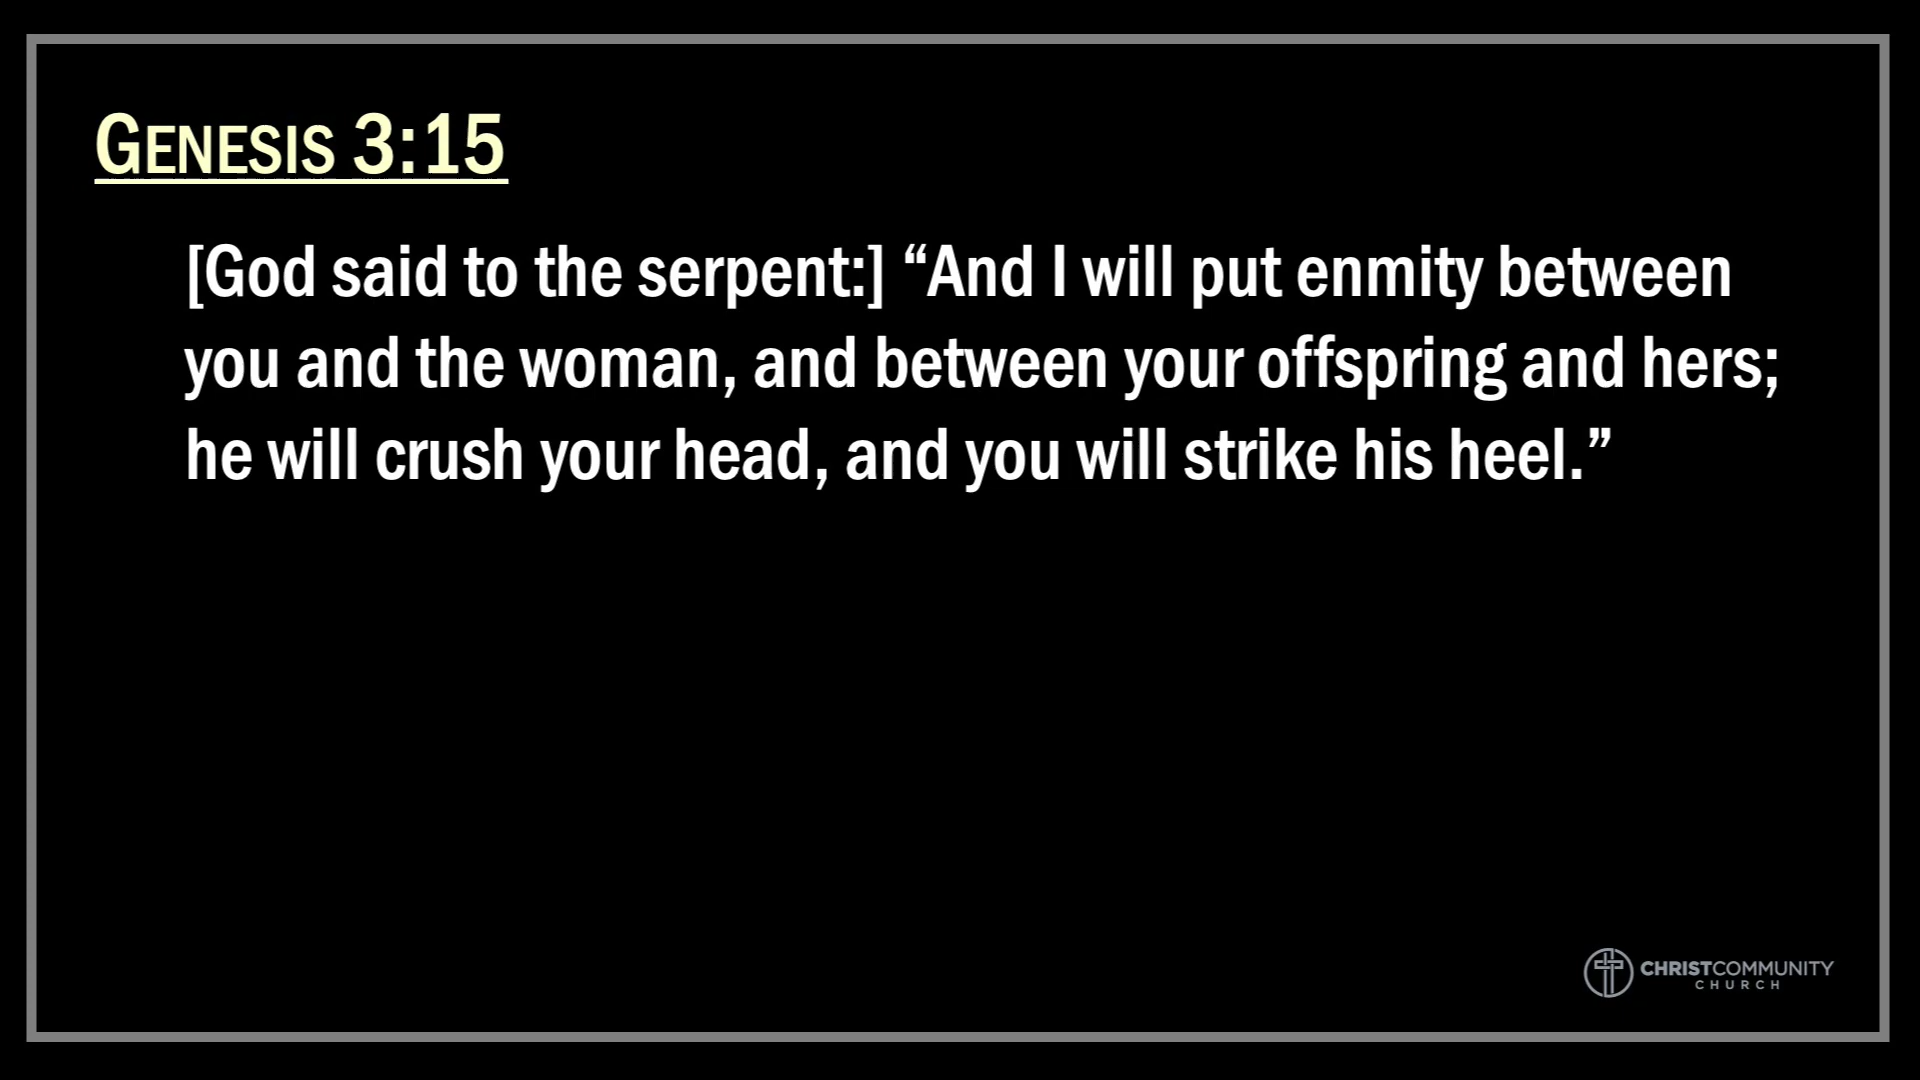 GENESIS 3:15
[God said to the serpent:] “And I will put enmity between
you and the woman, and between your offspring and hers;
he will crush your head, and you will strike his heel.”
CHRISTCOMMUNITY
CHURCH